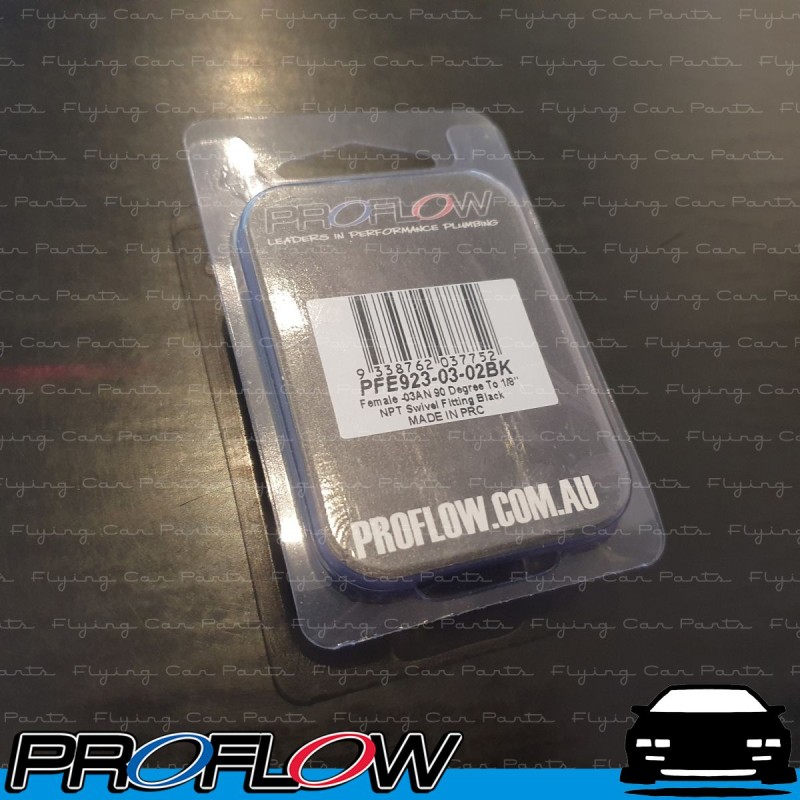 Flying Car Parts
PROFLOW
LEADERS IN PERFORMANCE PLUMBING
9 338762 037752
PFE923-03-02BK
Female -03AN 90 Degree To 1/8"
NPT Swivel Fitting Black
MADE IN PRC
PROFLOW.COM.AU
PROFLOW